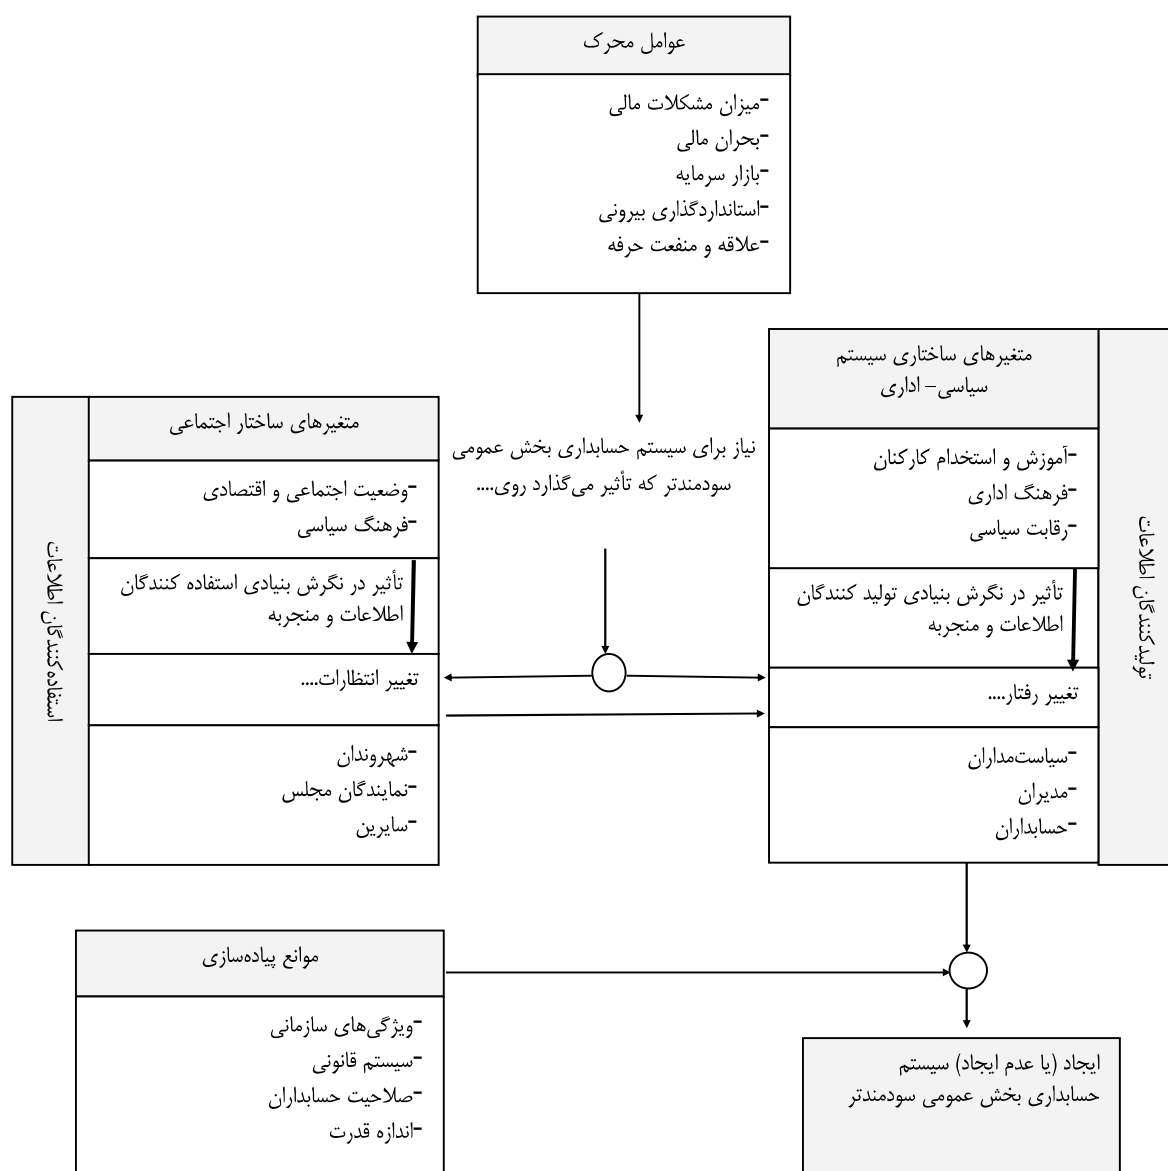 عوامل محرک
-میزان مشکلات مالی
-بحران مالی
-بازار سرمایه
-استانداردگذاری بیرونی
-علاقه و منفعت حرفه
متغیرهای ساختاری سیستم
سیاسی– اداری
-آموزش و استخدام کارکنان
-فرهنگ اداری
-رقابت سیاسی
تأثیر در نگرش بنیادی تولید کنندگان
اطلاعات و منجربه
تغییر رفتار....
-سیاست‌مداران
-مدیران
-حسابداران
تولیدکنندگان اطلاعات
نیاز برای سیستم حسابداری بخش عمومی
سودمندتر که تأثیر می‌گذارد روی....
متغیرهای ساختار اجتماعی
-وضعیت اجتماعی و اقتصادی
-فرهنگ سیاسی
تأثیر در نگرش بنیادی استفاده کنندگان
اطلاعات و منجربه
تغییر انتظارات....
-شهروندان
-نمایندگان مجلس
-سایرین
استفاده‌کنندگان اطلاعات
موانع پیاده‌سازی
-ویژگی‌های سازمانی
-سیستم قانونی
-صلاحیت حسابداران
-اندازه قدرت
ایجاد (یا عدم ایجاد) سیستم
حسابداری بخش عمومی سودمندتر